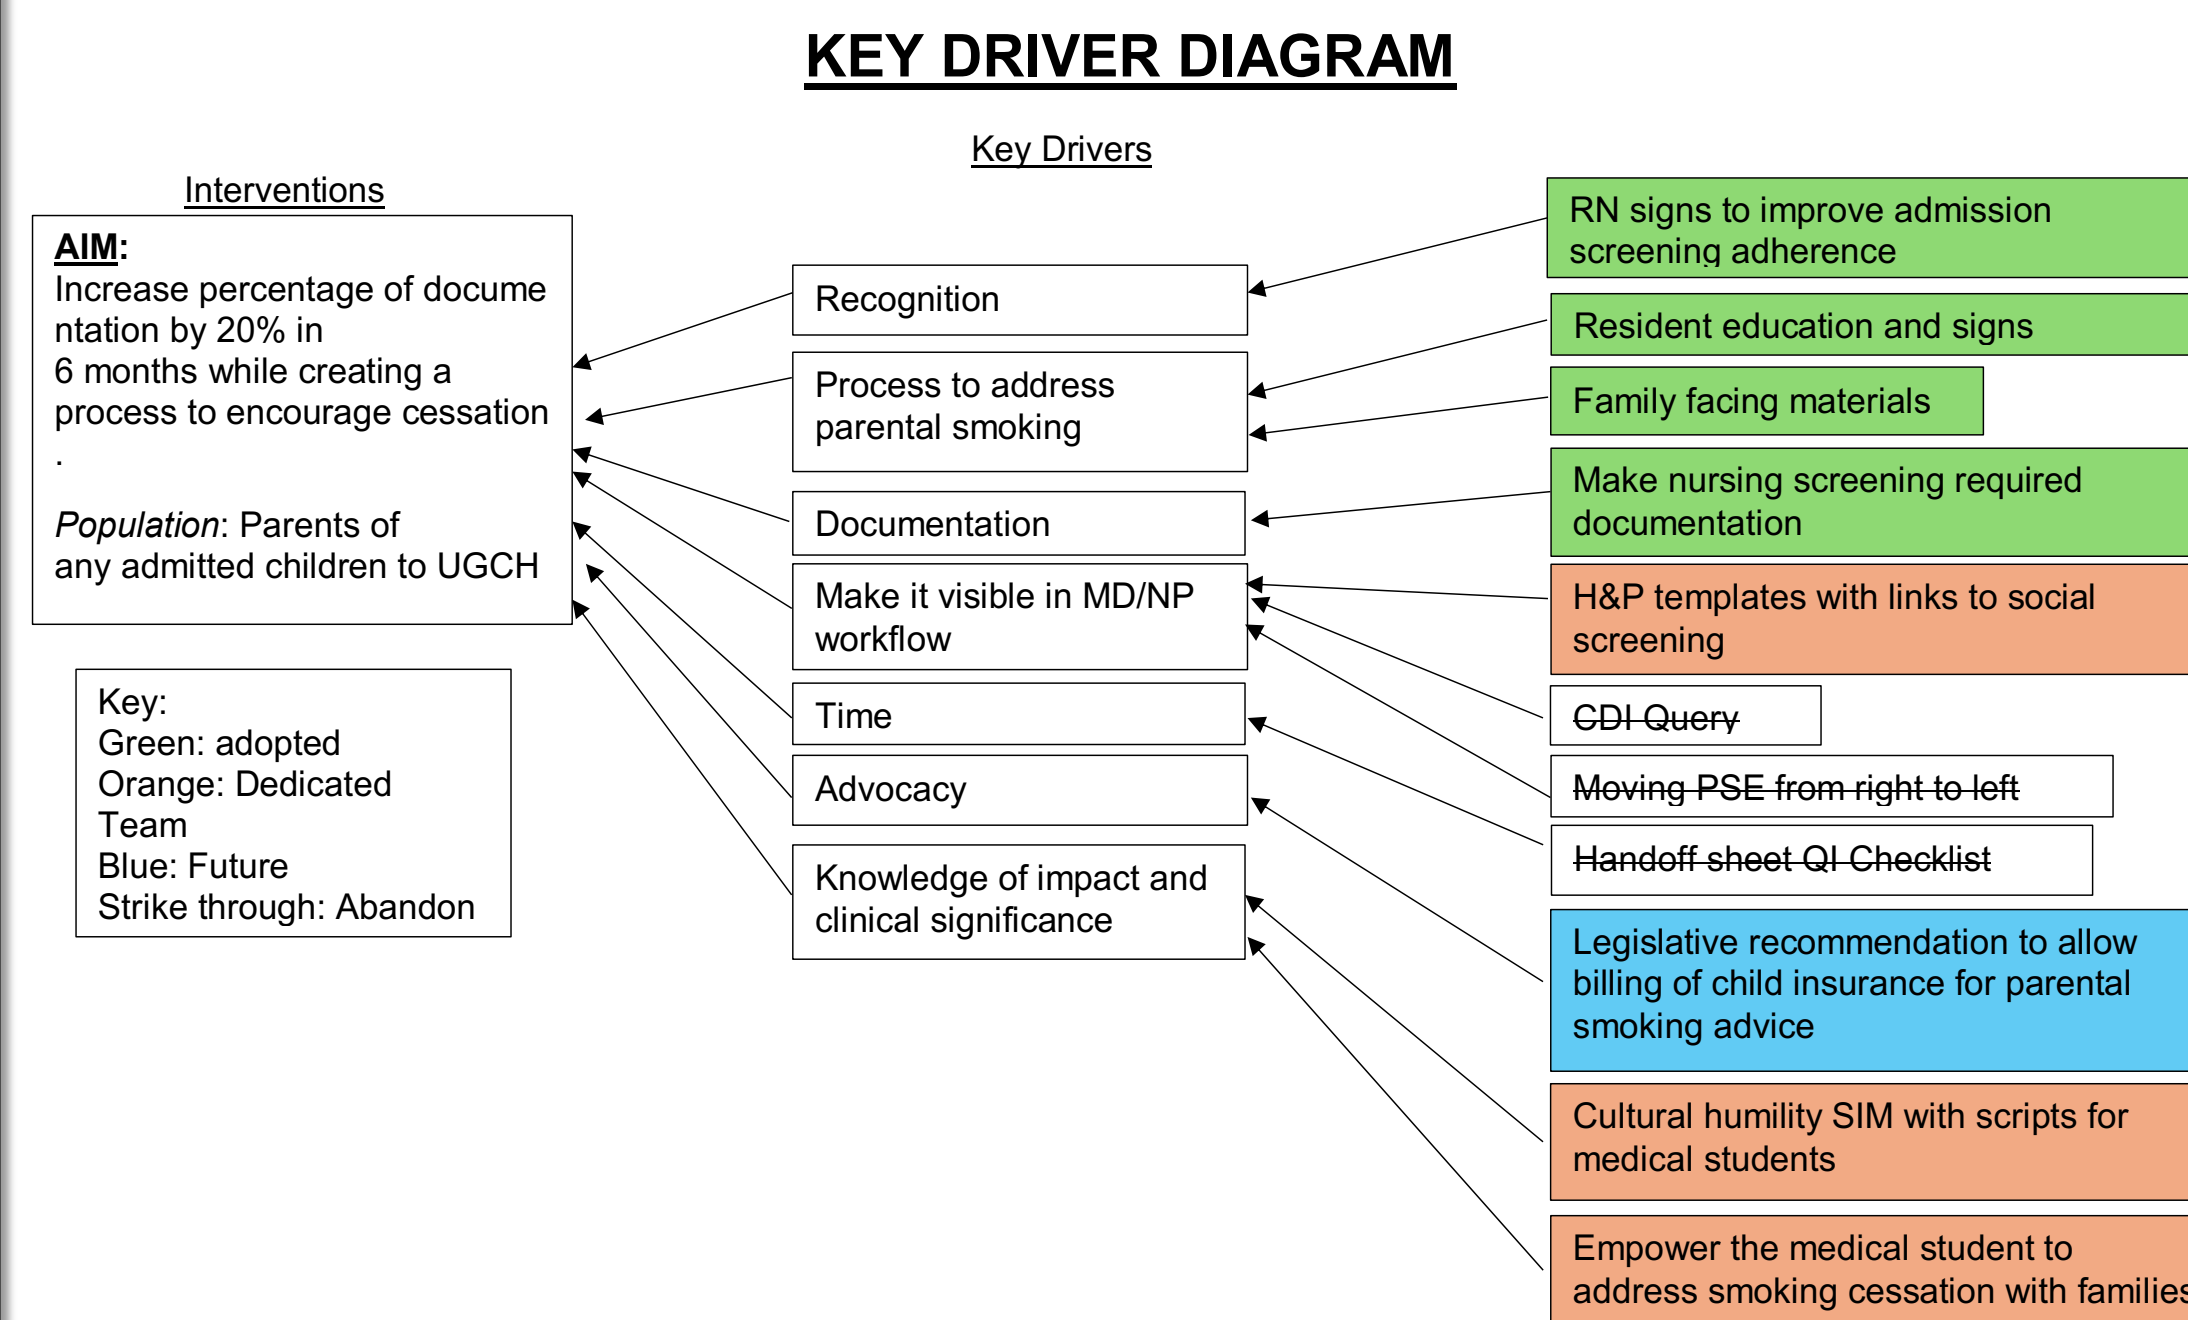 KEY DRIVER DIAGRAM
Key Drivers
Interventions
AIM:
Increase percentage of docume
ntation by 20% in
6 months while creating a
process to encourage cessation
.
Population: Parents of
any admitted children to UGCH
Key:
Green: adopted
Orange: Dedicated
Team
Blue: Future
Strike through: Abandon
Recognition
Process to address
parental smoking
Documentation
Make it visible in MD/NP
workflow
Time
Advocacy
Knowledge of impact and
clinical significance
RN signs to improve admission
screening adherence
Resident education and signs
Family facing materials
Make nursing screening required
documentation
H&P templates with links to social
screening
CDI Query
Moving PSE from right to left
Handoff sheet QI Checklist
Legislative recommendation to allow
billing of child insurance for parental
smoking advice
Cultural humility SIM with scripts for
medical students
Empower the medical student to
address smoking cessation with families